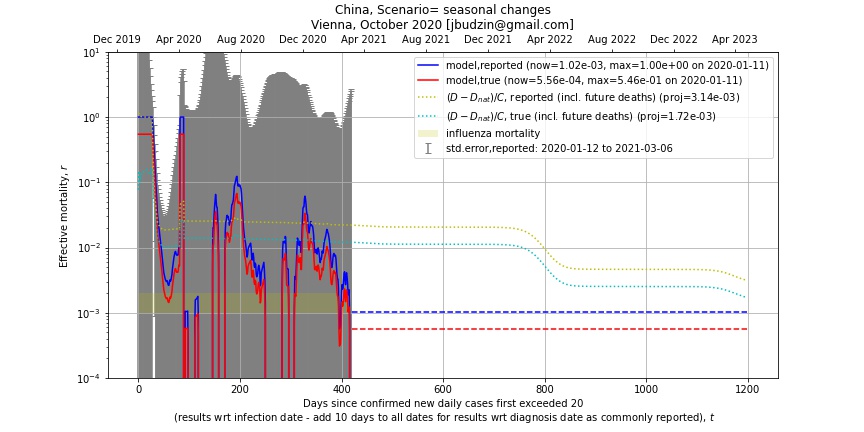 China, Scenario= seasonal changes
Vienna, October 2020 [jbudzin@gmail.com]
Dec 2019 Apr 2020 Aug 2020 Dec 2020 Apr 2021 Aug 2021 Dec 2021 Apr 2022 Aug 2022 Dec 2022 Apr 2023
model,reported (now=1.02e-03, max=1.00e+00 on 2020-01-11)
model,true (now=5.56e-04, max=5.46e-01 on 2020-01-11)
(D − D_nat)/C, reported (incl. future deaths) (proj=3.14e-03)
(D − D_nat)/C, true (incl. future deaths) (proj=1.72e-03)
influenza mortality
std.error,reported: 2020-01-12 to 2021-03-06
Effective mortality, r
10¹
10⁰
10⁻¹
10⁻²
10⁻³
10⁻⁴
0 200 400 600 800 1000 1200
Days since confirmed new daily cases first exceeded 20
(results wrt infection date - add 10 days to all dates for results wrt diagnosis date as commonly reported), t